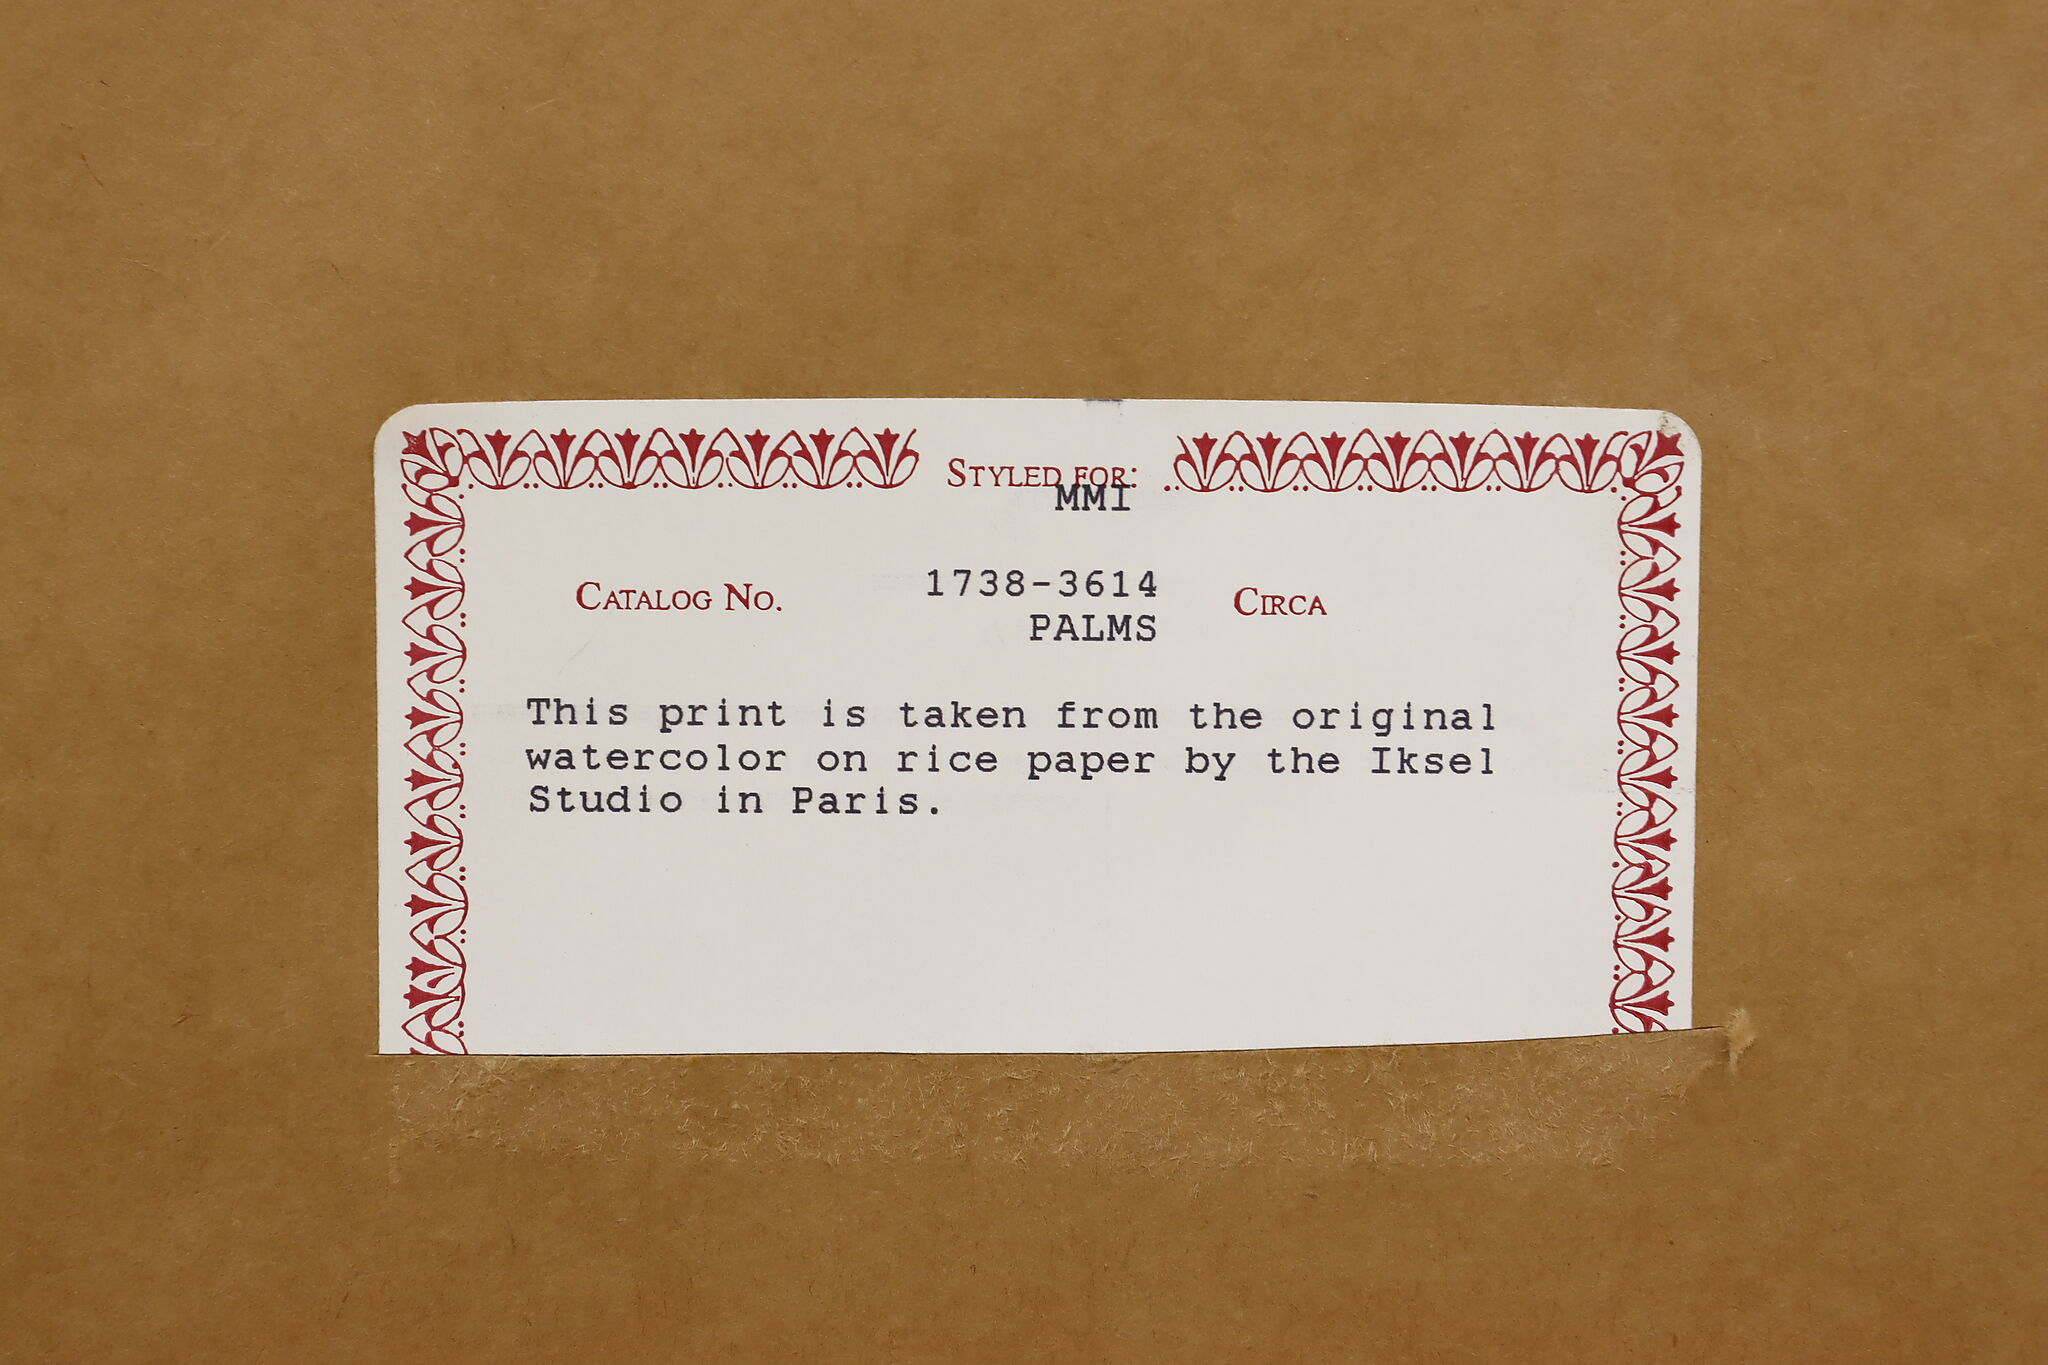 STYLED FOR:
MMI
CATALOG NO. 1738-3614 CIRCA
PALMS
This print is taken from the original
watercolor on rice paper by the Iksel
Studio in Paris.